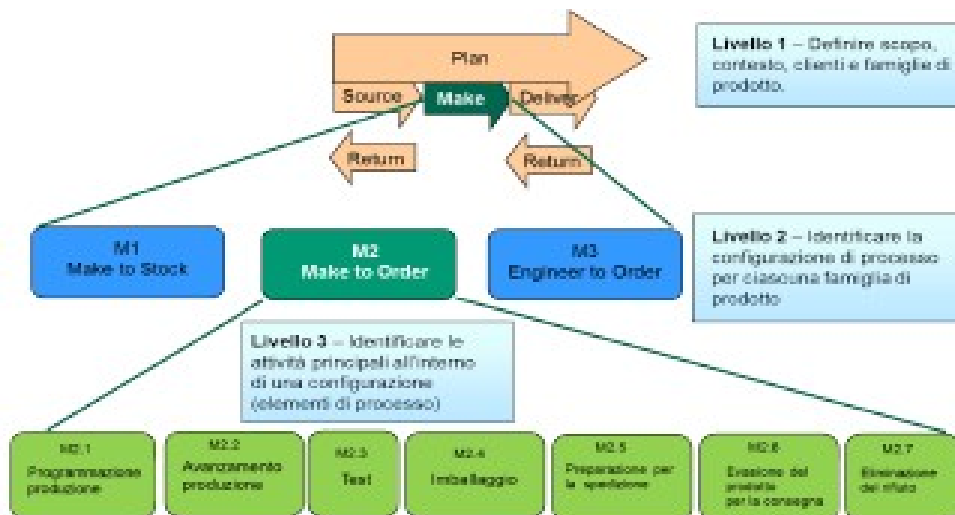 Plan
Livello 1 – Definire scopo,
contesto, clienti e famiglie di
prodotto.
Source
Make
Deliver
Return
Return
M1
Make to Stock
M2
Make to Order
M3
Engineer to Order
Livello 2 – Identificare la
configurazione di processo
per ciascuna famiglia di
prodotto
Livello 3 – Identificare le
attività principali all'interno
di una configurazione
(elementi di processo)
M2.1
Programmazione
produzione
M2.2
Avanzamento
produzione
M2.3
Test
M2.4
Imballaggio
M2.5
Preparazione per
la spedizione
M2.6
Evasione del
prodotto
per la consegna
M2.7
Eliminazione
del rifiuto